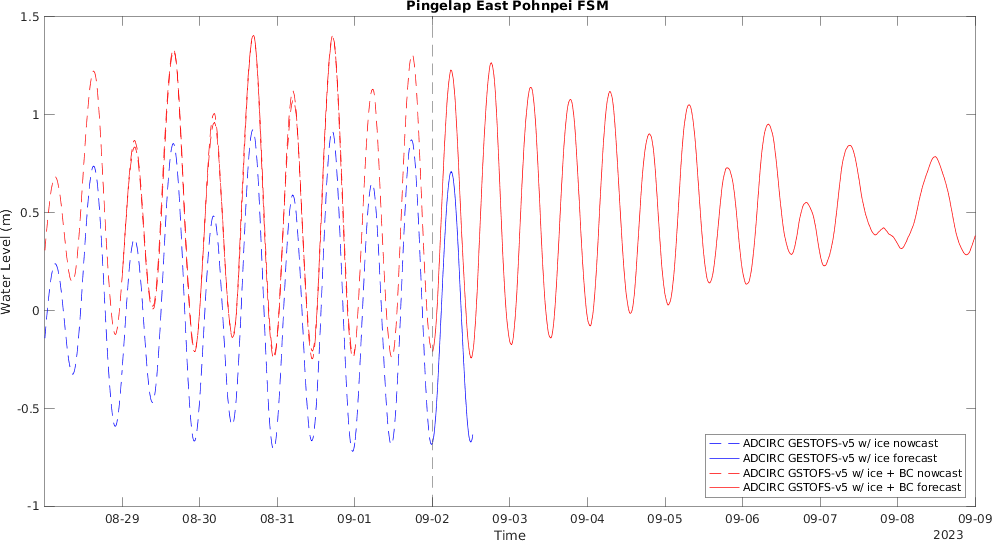 Pingelap East Pohnpei FSM
1.5
1
0.5
0
-0.5
-1
Water Level (m)
08-29 08-30 08-31 09-01 09-02 09-03 09-04 09-05 09-06 09-07 09-08 09-09
Time
2023
ADCIRC GESTOFS-v5 w/ ice nowcast
ADCIRC GESTOFS-v5 w/ ice forecast
ADCIRC GSTOFS-v5 w/ ice + BC nowcast
ADCIRC GSTOFS-v5 w/ ice + BC forecast